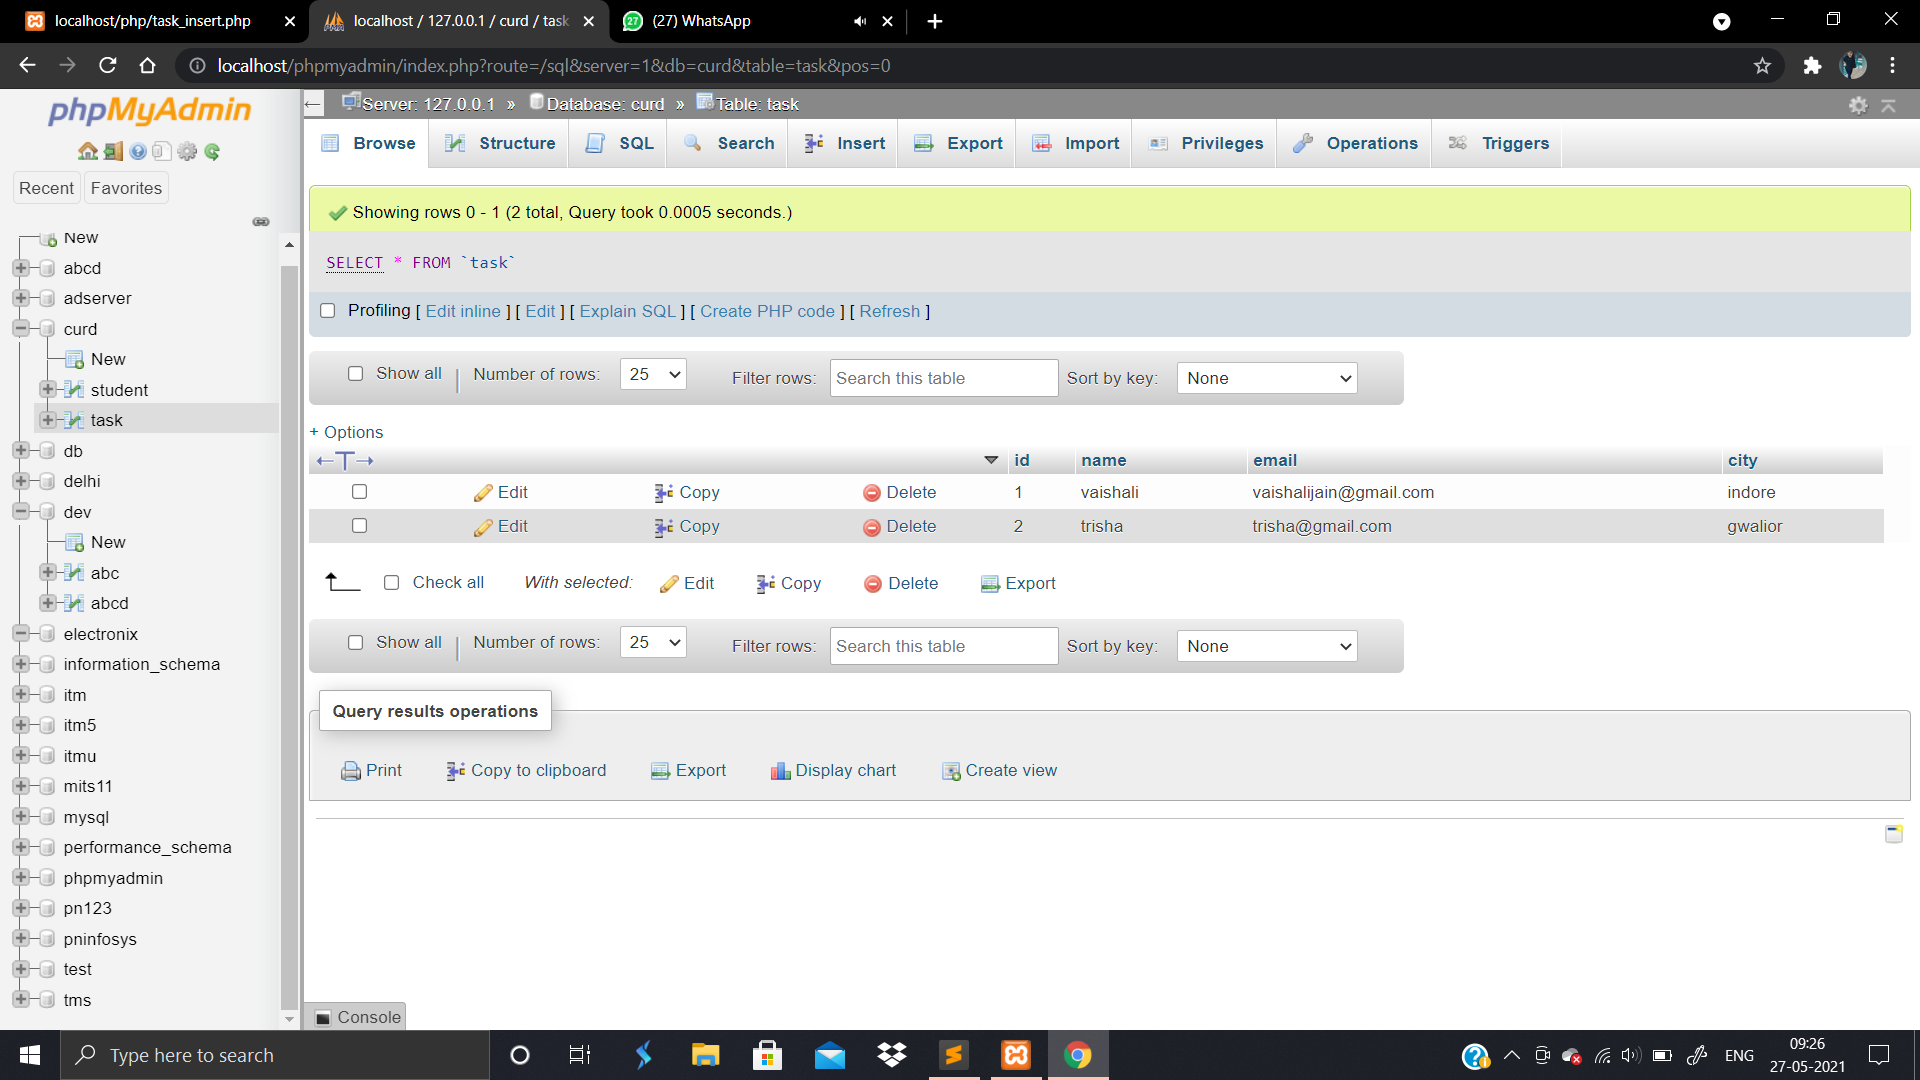 localhost/php/task_insert.php
localhost / 127.0.0.1 / curd / task
(27) WhatsApp
localhost/phpmyadmin/index.php?route=/sql&server=1&db=curd&table=task&pos=0
phpMyAdmin
Server: 127.0.0.1 » Database: curd » Table: task
Browse Structure SQL Search Insert Export Import Privileges Operations Triggers
Recent Favorites
New
abcd
adserver
curd
New
student
task
db
delhi
dev
New
abc
abcd
electronix
information_schema
itm
itm5
itmu
mits11
mysql
performance_schema
phpmyadmin
pn123
pninfosys
test
tms
Showing rows 0 - 1 (2 total, Query took 0.0005 seconds.)
SELECT * FROM `task`
Profiling [ Edit inline ] [ Edit ] [ Explain SQL ] [ Create PHP code ] [ Refresh ]
Show all | Number of rows: 25 Filter rows: Search this table Sort by key: None
+ Options
←T→ id name email city
Edit Copy Delete 1 vaishali vaishalijain@gmail.com indore
Edit Copy Delete 2 trisha trisha@gmail.com gwalior
Check all With selected: Edit Copy Delete Export
Show all | Number of rows: 25 Filter rows: Search this table Sort by key: None
Query results operations
Print Copy to clipboard Export Display chart Create view
Console
Type here to search
ENG
09:26
27-05-2021